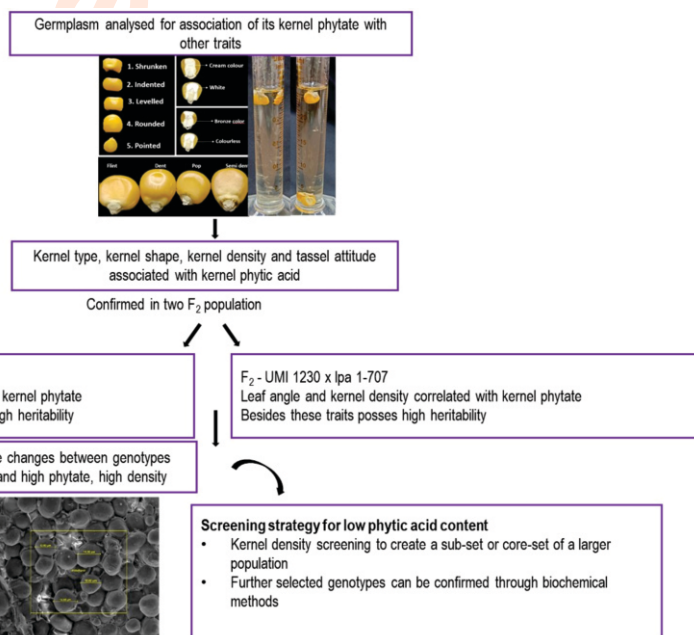 Germplasm analysed for association of its kernel phytate with
other traits
1. Shrunken
2. Indented
3. Levelled
4. Rounded
5. Pointed
Cream colour
White
Bronze color
Colourless
Flint
Dent
Pop
Semi dent
Kernel type, kernel shape, kernel density and tassel attitude
associated with kernel phytic acid
Confirmed in two F2 population
kernel phytate
gh heritability
F2 - UMI 1230 x lpa 1-707
Leaf angle and kernel density correlated with kernel phytate
Besides these traits posses high heritability
e changes between genotypes
and high phytate, high density
Screening strategy for low phytic acid content
• Kernel density screening to create a sub-set or core-set of a larger
population
• Further selected genotypes can be confirmed through biochemical
methods